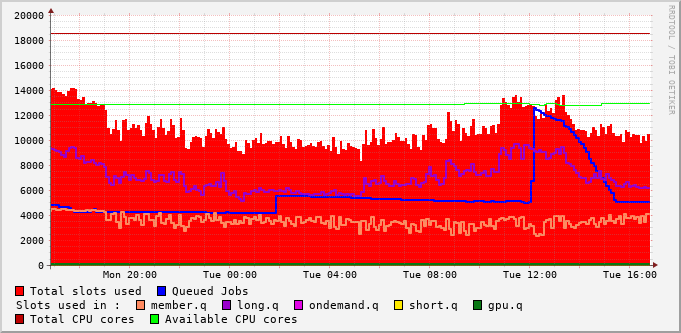 20000
18000
16000
14000
12000
10000
8000
6000
4000
2000
0
Mon 20:00 Tue 00:00 Tue 04:00 Tue 08:00 Tue 12:00 Tue 16:00
Total slots used Queued Jobs
Slots used in : member.q long.q ondemand.q short.q gpu.q
Total CPU cores Available CPU cores
RRDTOOL / TOBI OETIKER